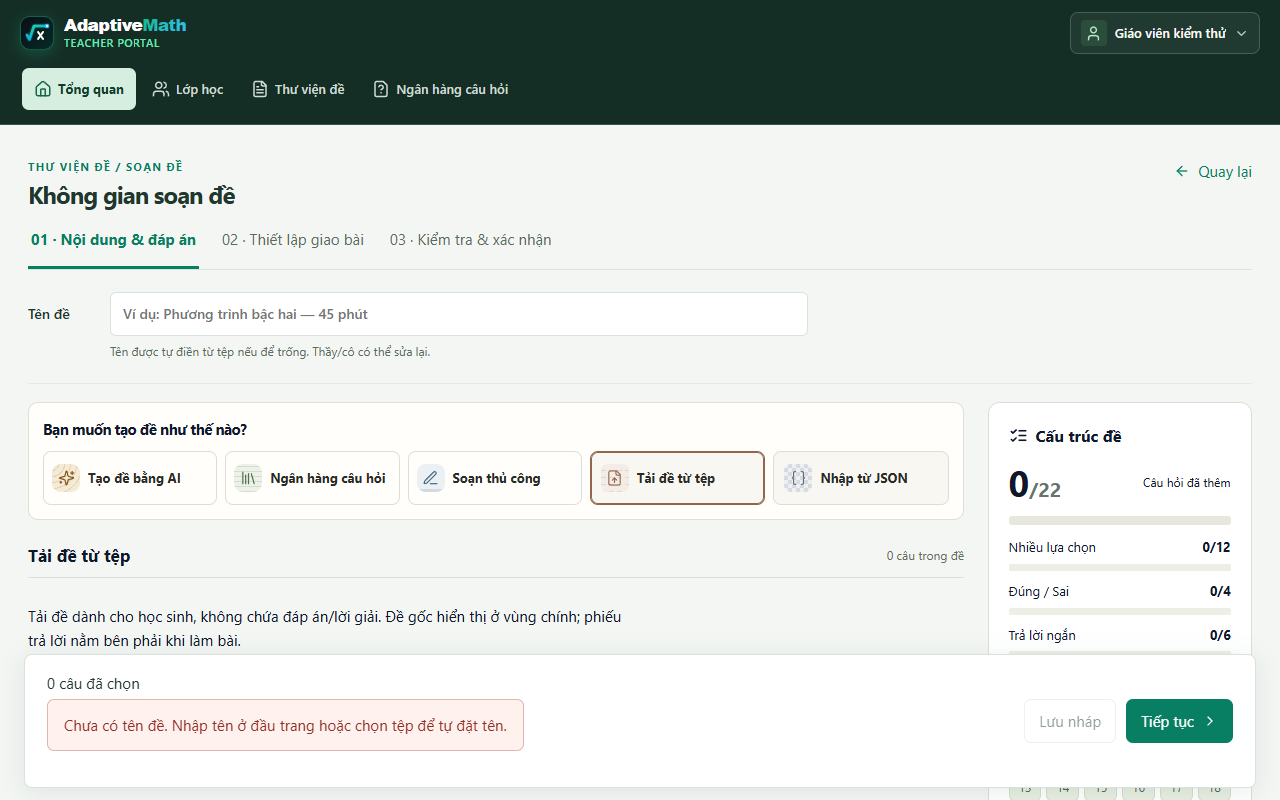 AdaptiveMath
TEACHER PORTAL
Giáo viên kiểm thử
Tổng quan
Lớp học
Thư viện đề
Ngân hàng câu hỏi
THƯ VIỆN ĐỀ / SOẠN ĐỀ
Không gian soạn đề
Quay lại
01 · Nội dung & đáp án
02 · Thiết lập giao bài
03 · Kiểm tra & xác nhận
Tên đề
Ví dụ: Phương trình bậc hai — 45 phút
Tên được tự điền từ tệp nếu để trống. Thầy/cô có thể sửa lại.
Bạn muốn tạo đề như thế nào?
Tạo đề bằng AI
Ngân hàng câu hỏi
Soạn thủ công
Tải đề từ tệp
Nhập từ JSON
Tải đề từ tệp
0 câu trong đề
Tải đề dành cho học sinh, không chứa đáp án/lời giải. Đề gốc hiển thị ở vùng chính; phiếu
trả lời nằm bên phải khi làm bài.
Cấu trúc đề
0/22
Câu hỏi đã thêm
Nhiều lựa chọn
0/12
Đúng / Sai
0/4
Trả lời ngắn
0/6
0 câu đã chọn
Chưa có tên đề. Nhập tên ở đầu trang hoặc chọn tệp để tự đặt tên.
Lưu nháp
Tiếp tục
13 14 15 16 17 18